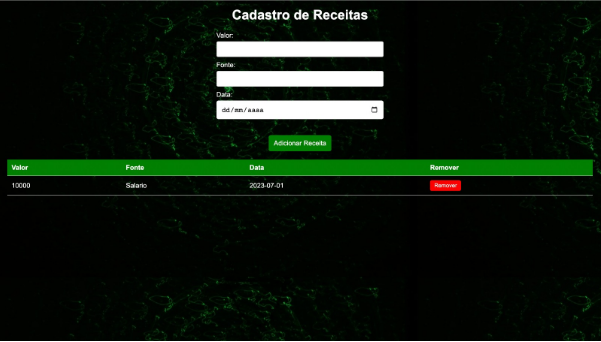 Cadastro de Receitas
Valor:
Fonte:
Data:
dd/mm/aaaa
Adicionar Receita
Valor Fonte Data Remover
10000 Salario 2023-07-01 Remover